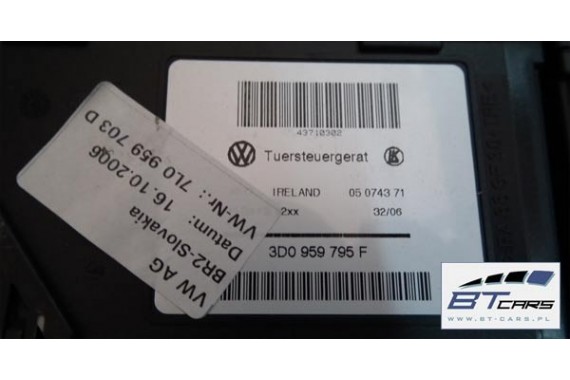 43710302
Tuersteuergerat
IRELAND 05 0743 71
2xx 32/06
3D0 959 795 F
VW AG
BR2-Slovakia
Datum: 16.10.2006
VW-Nr.: 7L0 959 703 D
BT CARS
WWW.BT-CARS.PL